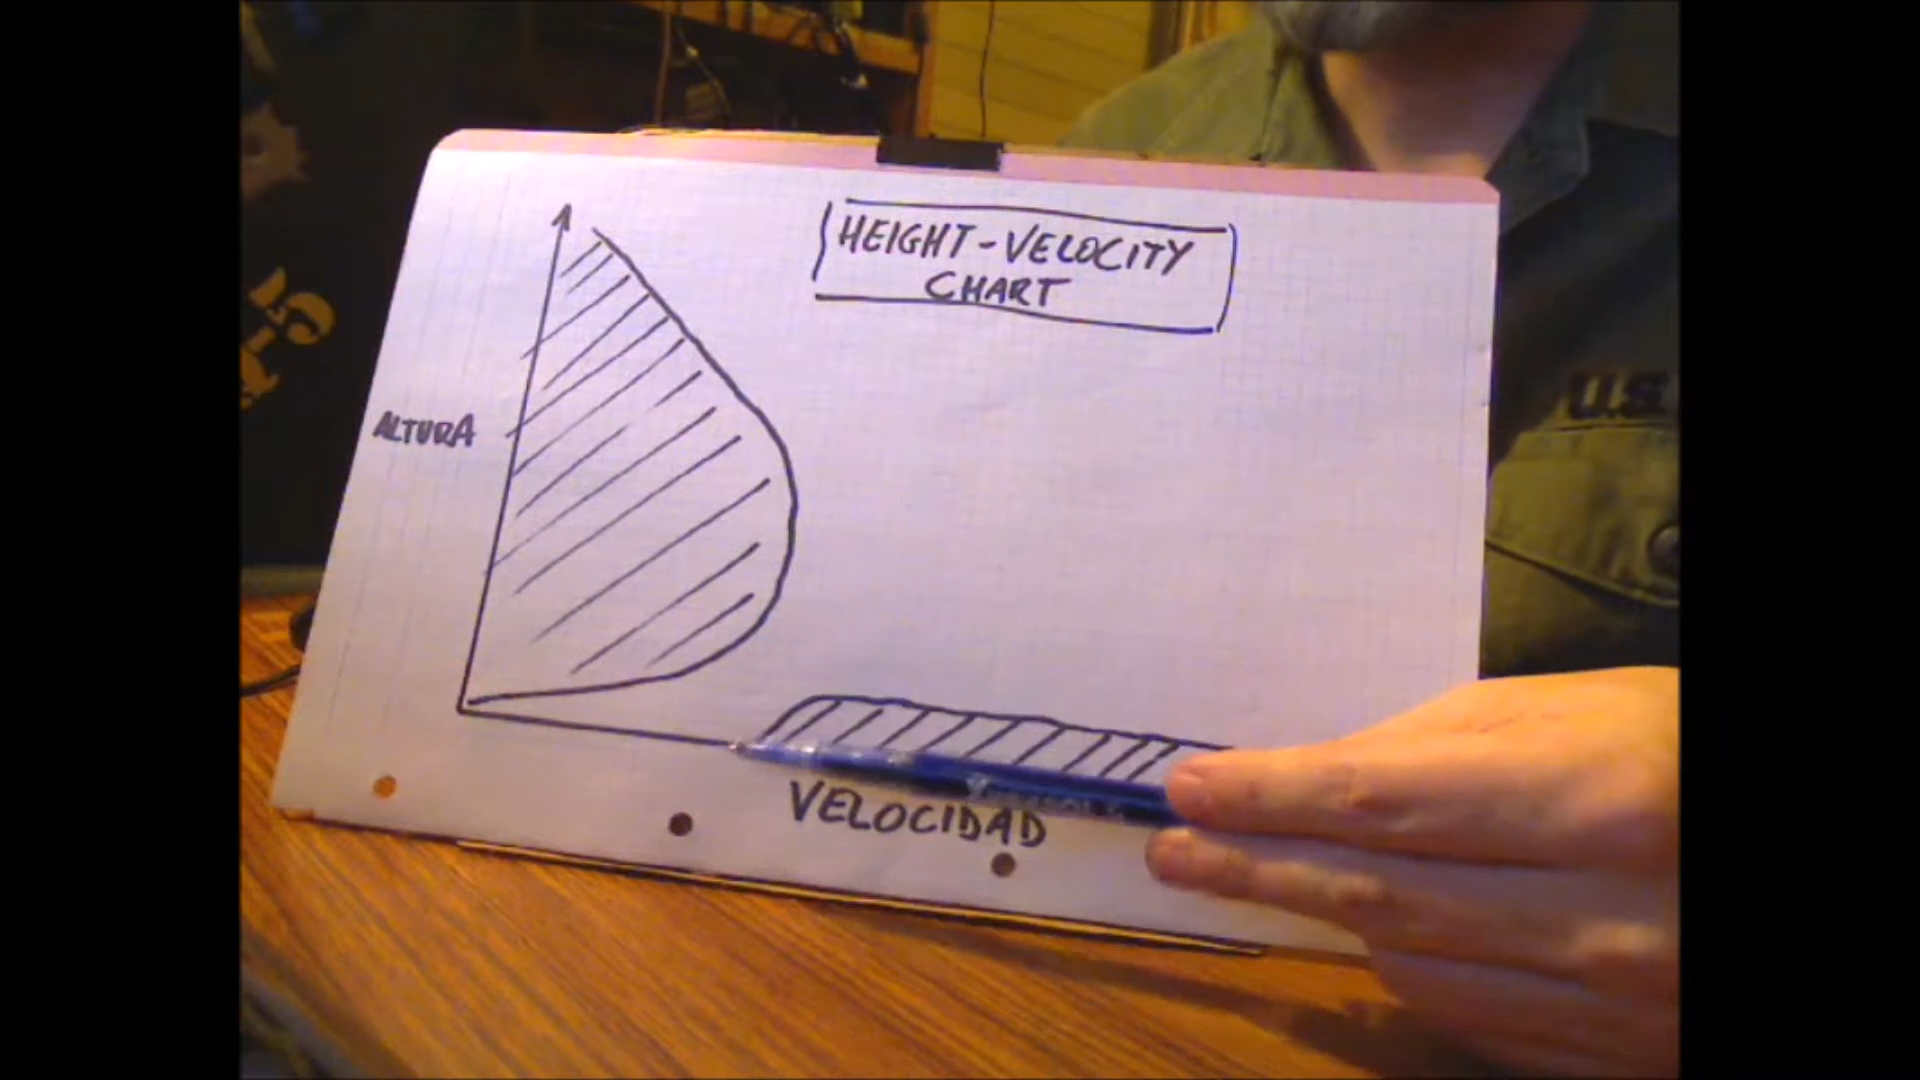 HEIGHT-VELOCITY
CHART
ALTURA
U.S.
VELOCIDAD